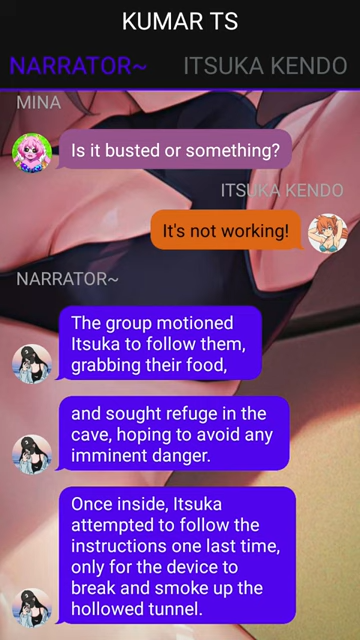 KUMAR TS
NARRATOR~ ITSUKA KENDO
MINA
Is it busted or something?
ITSUKA KENDO
It's not working!
NARRATOR~
The group motioned
Itsuka to follow them,
grabbing their food,
and sought refuge in the
cave, hoping to avoid any
imminent danger.
Once inside, Itsuka
attempted to follow the
instructions one last time,
only for the device to
break and smoke up the
hollowed tunnel.